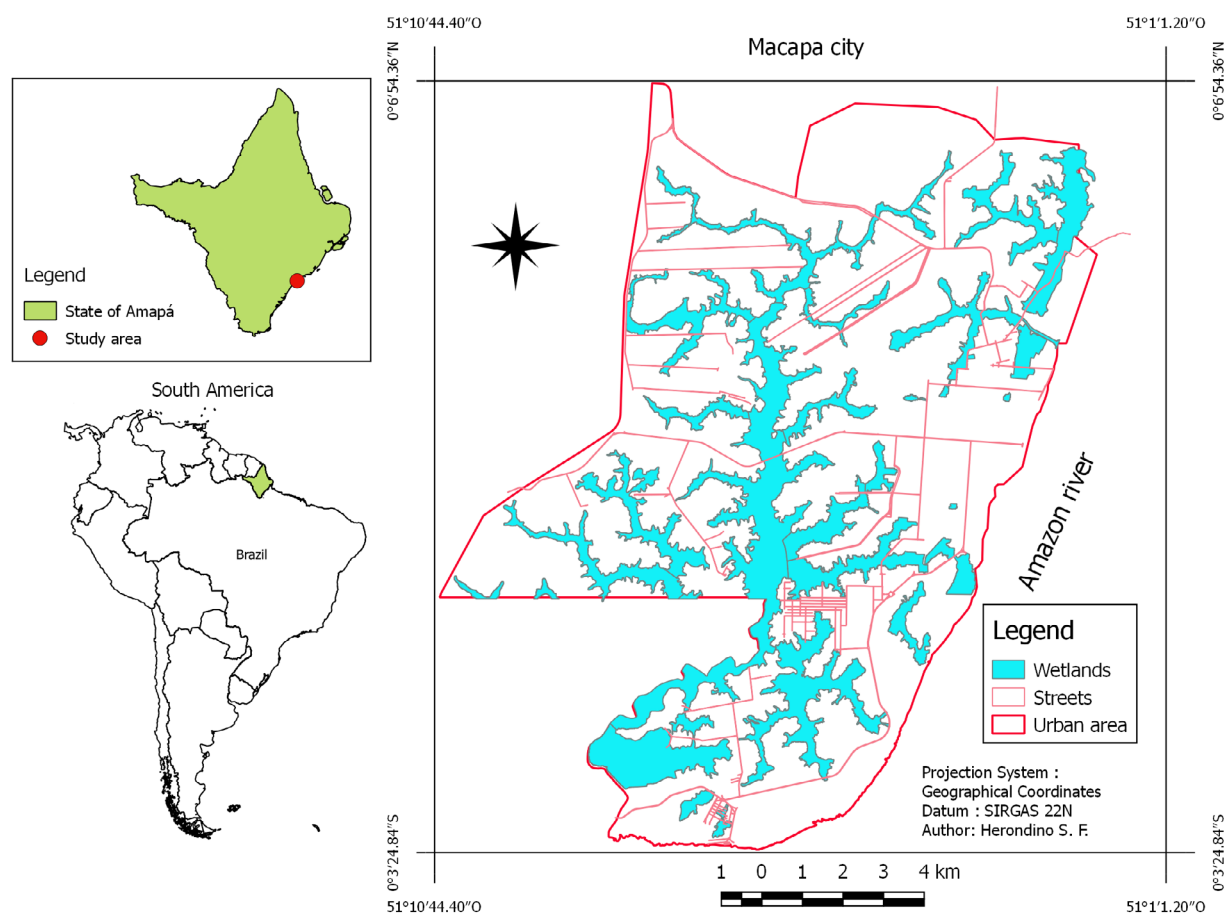 51°10'44.40"O
51°1'1.20"O
Macapa city
0°6'54.36"N
0°6'54.36"N
Legend
State of Amapá
Study area
South America
Brazil
Amazon river
Legend
Wetlands
Streets
Urban area
Projection System :
Geographical Coordinates
Datum : SIRGAS 22N
Author: Herondino S. F.
0°3'24.84"S
0°3'24.84"S
1 0 1 2 3 4 km
51°10'44.40"O
51°1'1.20"O